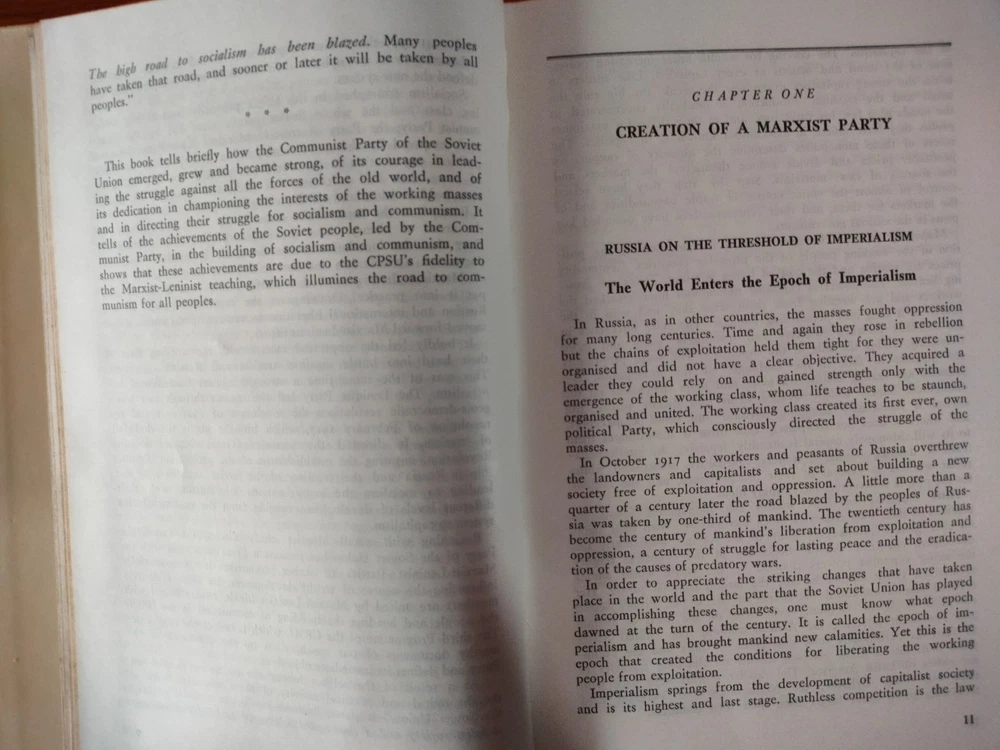 The high road to socialism has been blazed. Many peoples
have taken that road, and sooner or later it will be taken by all
peoples."
* * *
This book tells briefly how the Communist Party of the Soviet
Union emerged, grew and became strong, of its courage in lead-
ing the struggle against all the forces of the old world, and of
its dedication in championing the interests of the working masses
and in directing their struggle for socialism and communism. It
tells of the achievements of the Soviet people, led by the Com-
munist Party, in the building of socialism and communism, and
shows that these achievements are due to the CPSU's fidelity to
the Marxist-Leninist teaching, which illumines the road to com-
munism for all peoples.
CHAPTER ONE
CREATION OF A MARXIST PARTY
RUSSIA ON THE THRESHOLD OF IMPERIALISM
The World Enters the Epoch of Imperialism
In Russia, as in other countries, the masses fought oppression
for many long centuries. Time and again they rose in rebellion
but the chains of exploitation held them tight for they were un-
organised and did not have a clear objective. They acquired a
leader they could rely on and gained strength only with the
emergence of the working class, whom life teaches to be staunch,
organised and united. The working class created its first ever, own
political Party, which consciously directed the struggle of the
masses.
In October 1917 the workers and peasants of Russia overthrew
the landowners and capitalists and set about building a new
society free of exploitation and oppression. A little more than a
quarter of a century later the road blazed by the peoples of Rus-
sia was taken by one-third of mankind. The twentieth century has
become the century of mankind's liberation from exploitation and
oppression, a century of struggle for lasting peace and the eradica-
tion of the causes of predatory wars.
In order to appreciate the striking changes that have taken
place in the world and the part that the Soviet Union has played
in accomplishing these changes, one must know what epoch
dawned at the turn of the century. It is called the epoch of im-
perialism and has brought mankind new calamities. Yet this is the
epoch that created the conditions for liberating the working
people from exploitation.
Imperialism springs from the development of capitalist society
and is its highest and last stage. Ruthless competition is the law
11